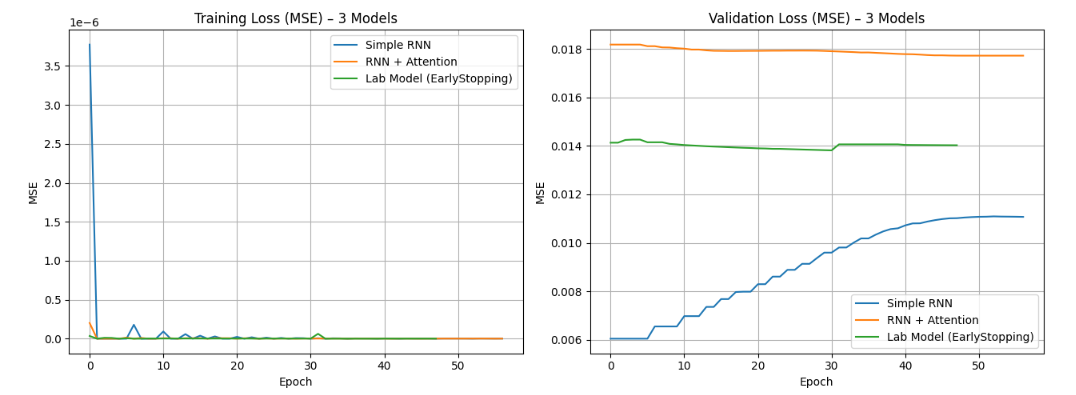 Training Loss (MSE) – 3 Models
1e−6
Simple RNN
RNN + Attention
Lab Model (EarlyStopping)
3.5
3.0
2.5
2.0
1.5
1.0
0.5
0.0
MSE
0 10 20 30 40 50
Epoch
Validation Loss (MSE) – 3 Models
0.018
0.016
0.014
0.012
0.010
0.008
0.006
MSE
Simple RNN
RNN + Attention
Lab Model (EarlyStopping)
0 10 20 30 40 50
Epoch